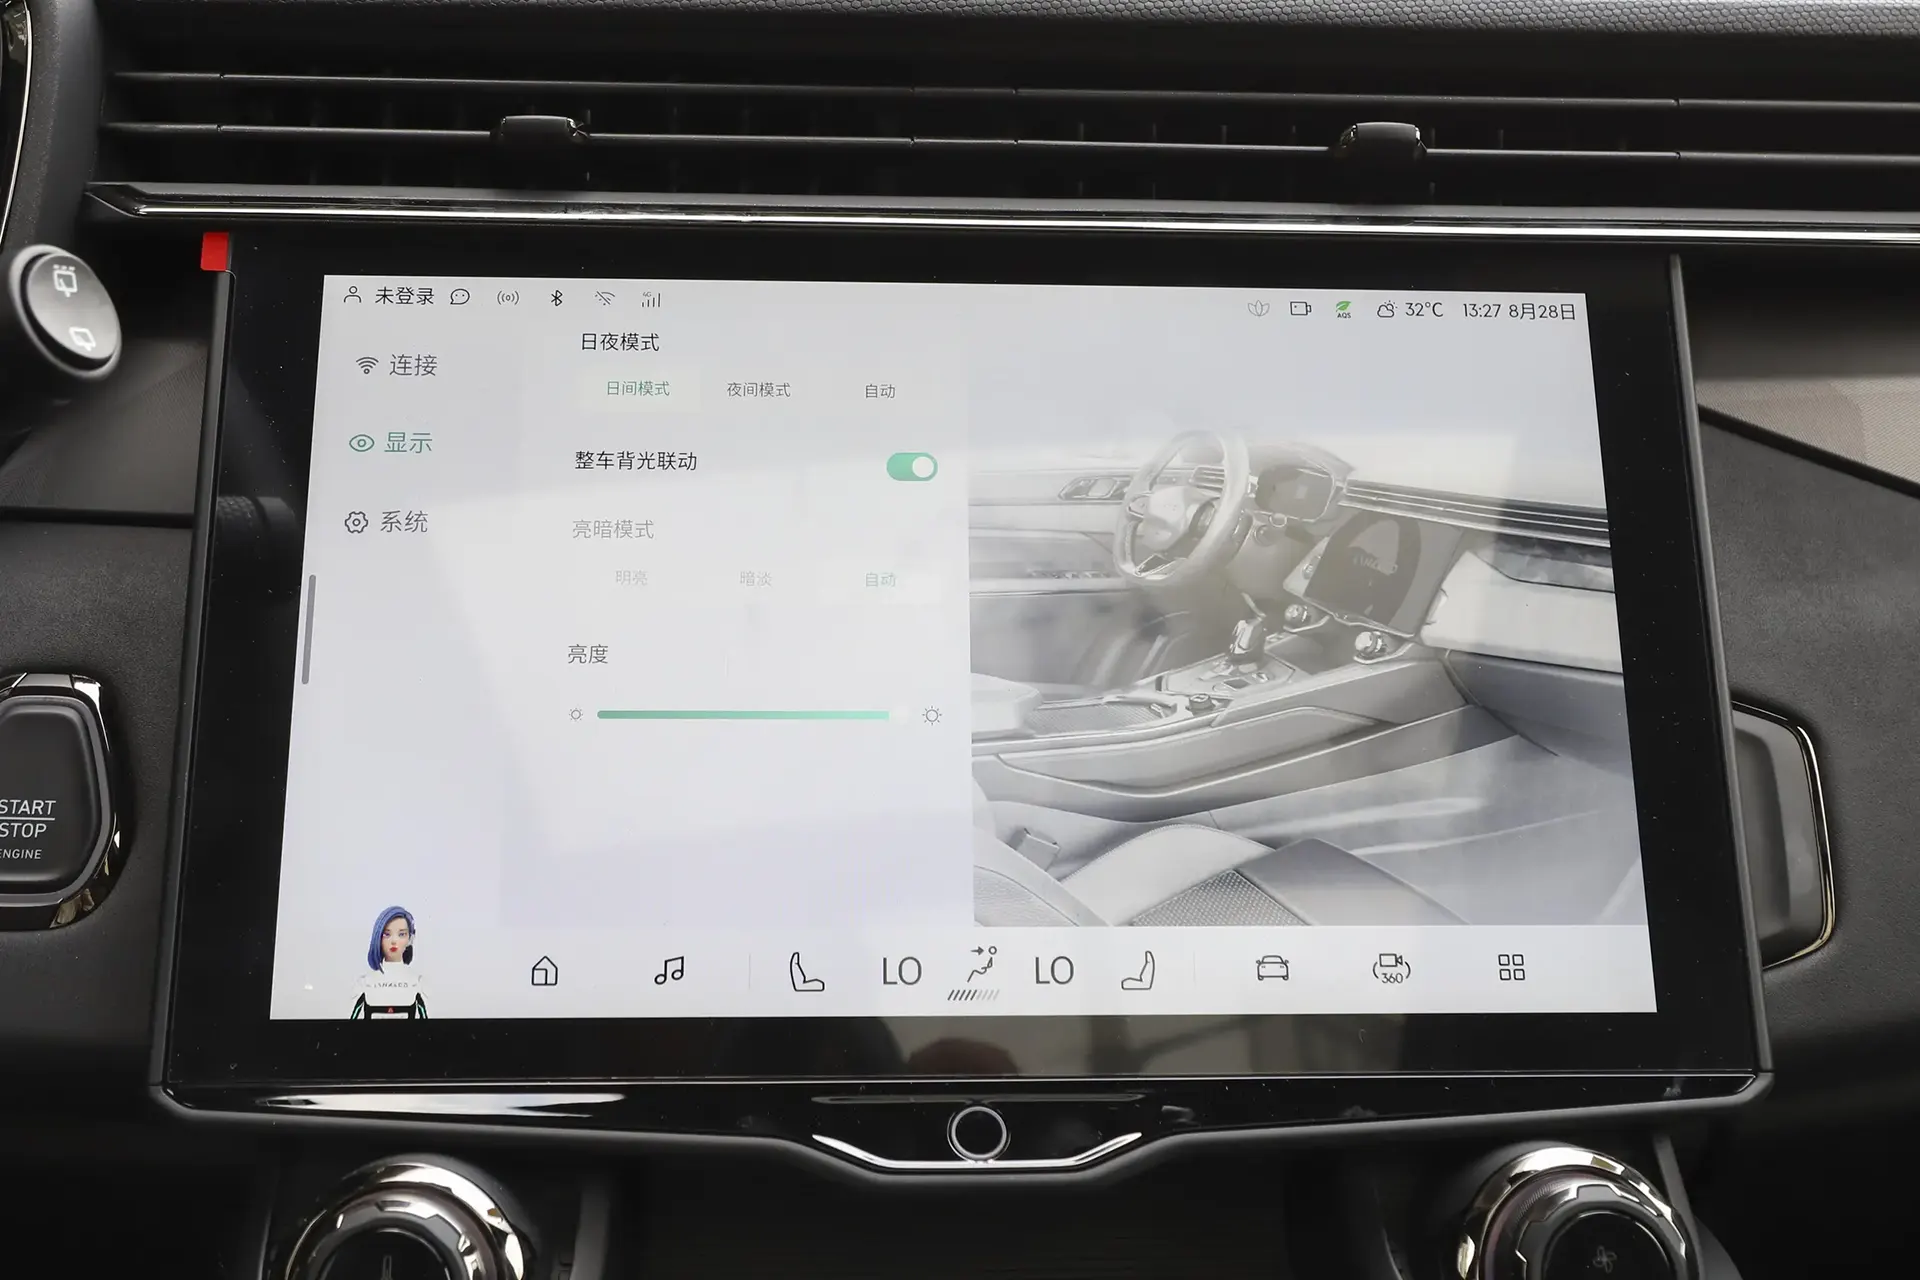 未登录
4G
AQS
32°C 13:27 8月28日
连接
显示
系统
日夜模式
日间模式 夜间模式 自动
整车背光联动
亮暗模式
明亮 暗淡 自动
亮度
LO LO
360
START
STOP
ENGINE